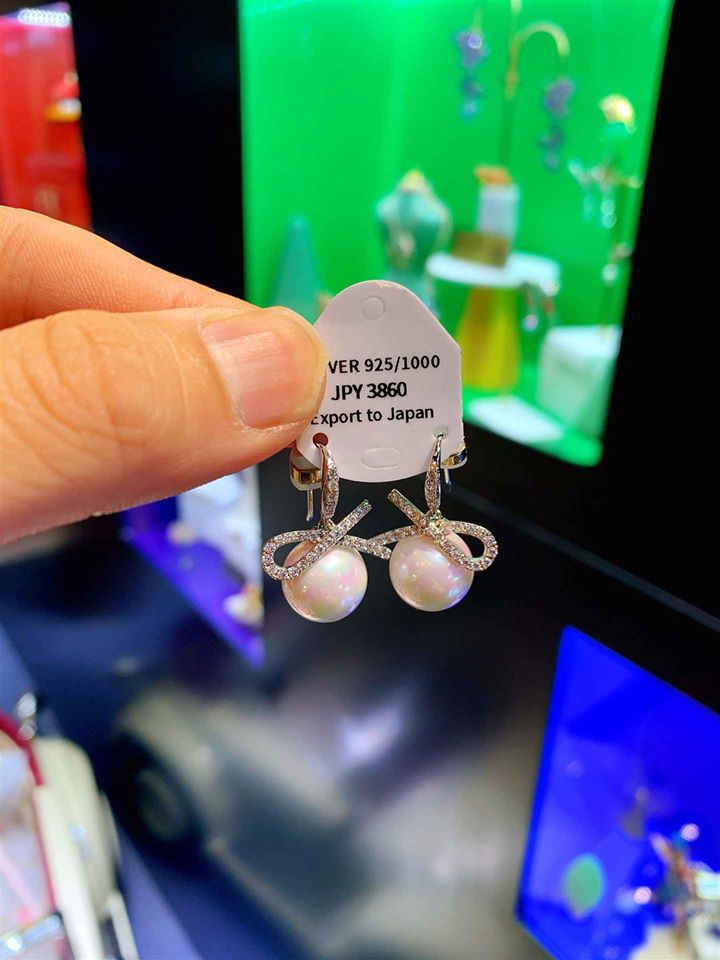 VER 925/1000
JPY 3860
Export to Japan